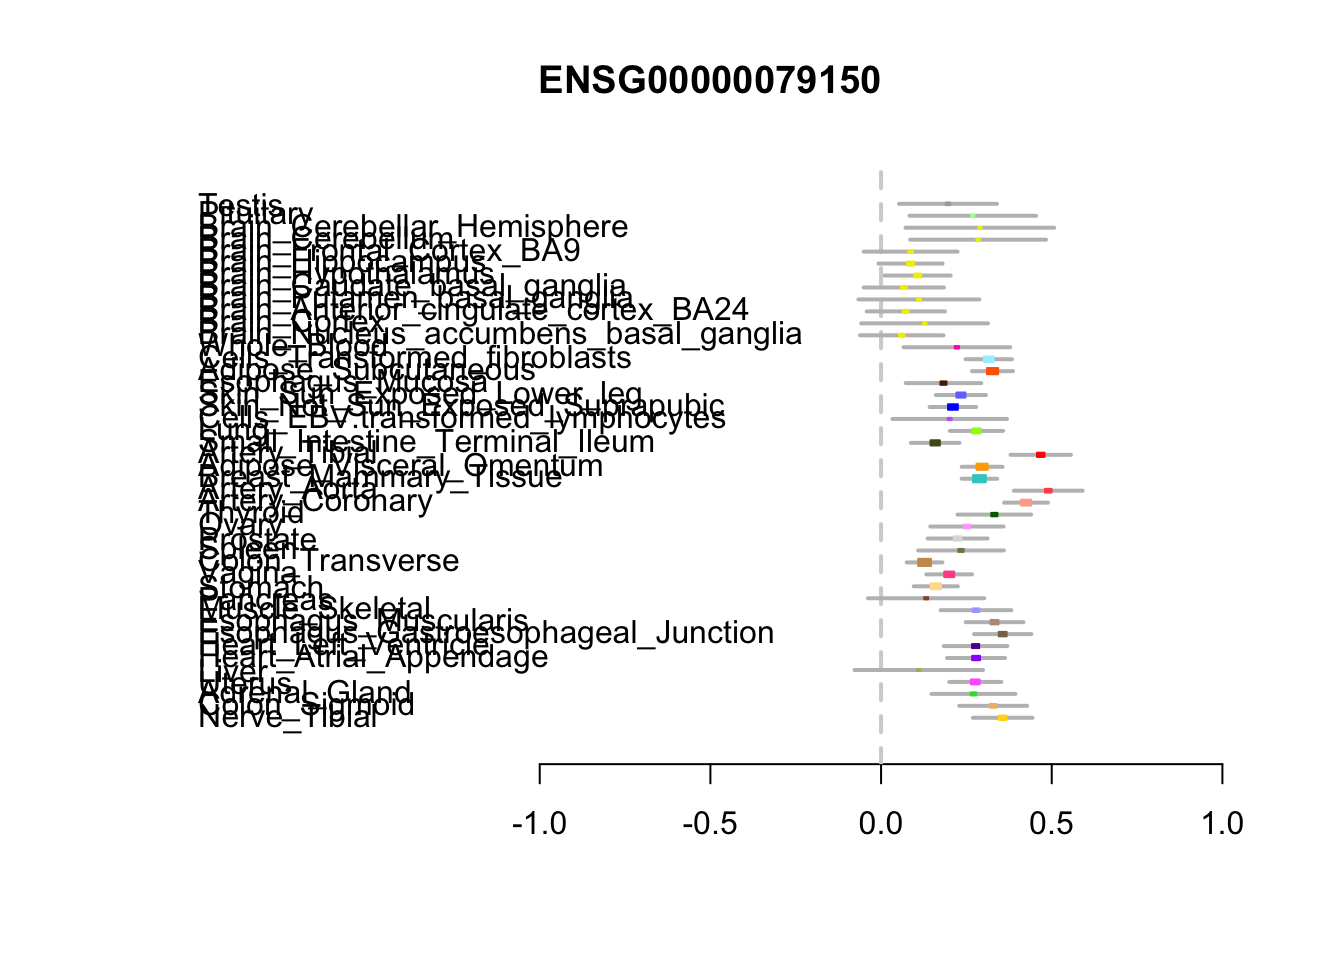 ENSG00000079150
Testis
Pituitary
Brain_Cerebellar_Hemisphere
Brain_Cerebellum
Brain_Frontal_Cortex_BA9
Brain_Hippocampus
Brain_Hypothalamus
Brain_Caudate_basal_ganglia
Brain_Putamen_basal_ganglia
Brain_Anterior_cingulate_cortex_BA24
Brain_Cortex
Brain_Nucleus_accumbens_basal_ganglia
Whole_Blood
Cells_Transformed_fibroblasts
Adipose_Subcutaneous
Esophagus_Mucosa
Skin_Sun_Exposed_Lower_leg
Skin_Not_Sun_Exposed_Suprapubic
Cells_EBV.transformed_lymphocytes
Lung
Small_Intestine_Terminal_Ileum
Artery_Tibial
Adipose_Visceral_Omentum
Breast_Mammary_Tissue
Artery_Aorta
Artery_Coronary
Thyroid
Ovary
Prostate
Spleen
Colon_Transverse
Vagina
Stomach
Pancreas
Muscle_Skeletal
Esophagus_Muscularis
Esophagus_Gastroesophageal_Junction
Heart_Left_Ventricle
Heart_Atrial_Appendage
Liver
Uterus
Adrenal_Gland
Colon_Sigmoid
Nerve_Tibial
-1.0 -0.5 0.0 0.5 1.0